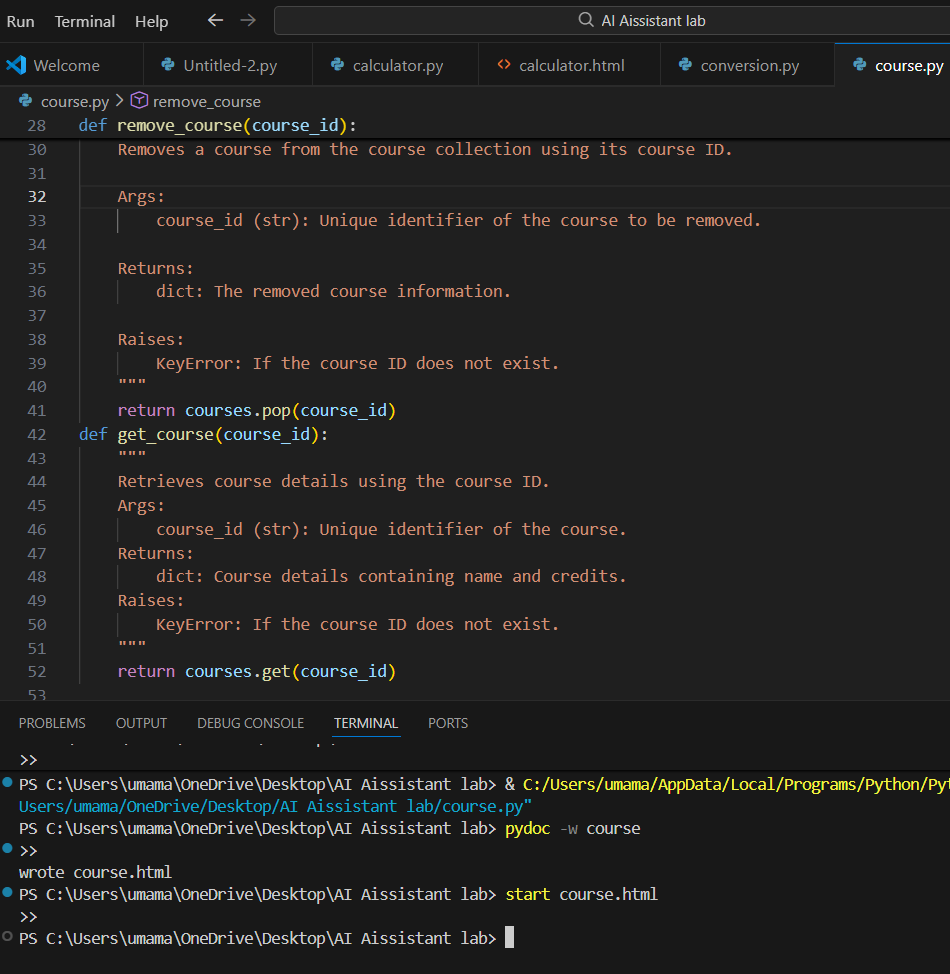 Run Terminal Help ← → AI Aissistant lab
Welcome Untitled-2.py calculator.py <> calculator.html conversion.py course.py
course.py > remove_course
28 def remove_course(course_id):
30 Removes a course from the course collection using its course ID.
31
32 Args:
33 course_id (str): Unique identifier of the course to be removed.
34
35 Returns:
36 dict: The removed course information.
37
38 Raises:
39 KeyError: If the course ID does not exist.
40 """
41 return courses.pop(course_id)
42 def get_course(course_id):
43 """
44 Retrieves course details using the course ID.
45 Args:
46 course_id (str): Unique identifier of the course.
47 Returns:
48 dict: Course details containing name and credits.
49 Raises:
50 KeyError: If the course ID does not exist.
51 """
52 return courses.get(course_id)
53
PROBLEMS OUTPUT DEBUG CONSOLE TERMINAL PORTS
>>
PS C:\Users\umama\OneDrive\Desktop\AI Aissistant lab> & C:/Users/umama/AppData/Local/Programs/Python/Pyt
Users/umama/OneDrive/Desktop/AI Aissistant lab/course.py"
PS C:\Users\umama\OneDrive\Desktop\AI Aissistant lab> pydoc -w course
>>
wrote course.html
PS C:\Users\umama\OneDrive\Desktop\AI Aissistant lab> start course.html
>>
PS C:\Users\umama\OneDrive\Desktop\AI Aissistant lab>